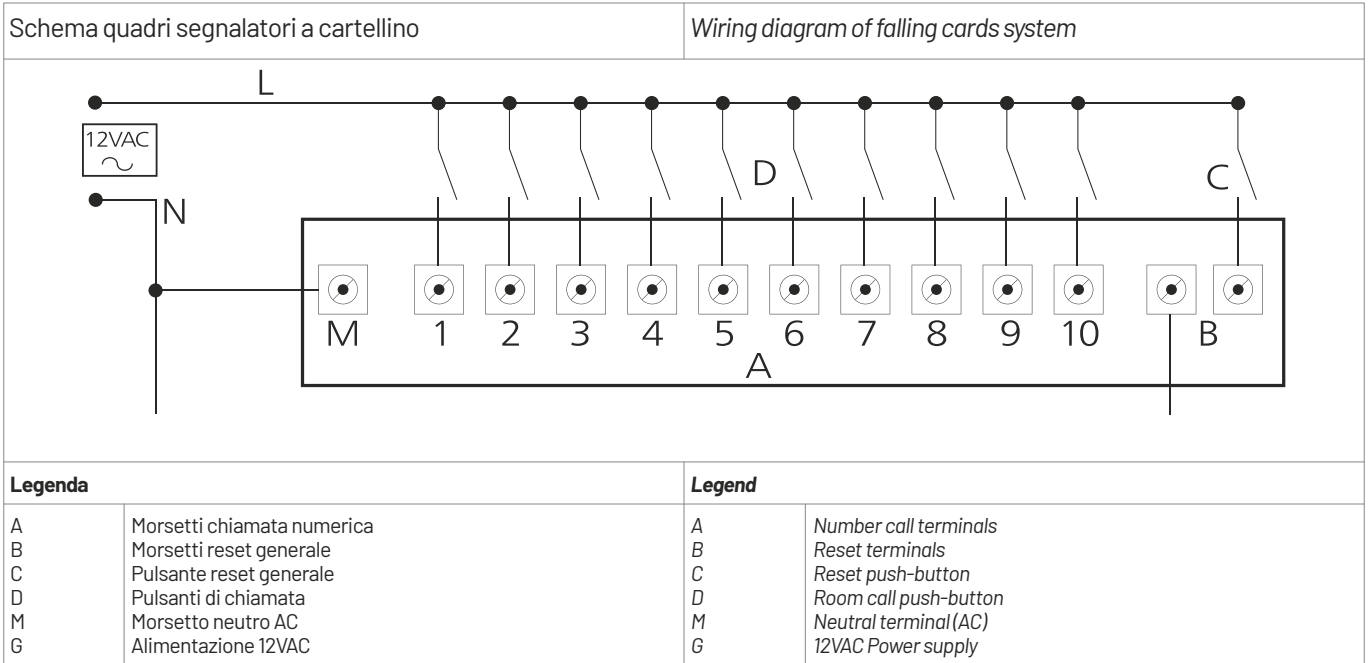 Schema quadri segnalatori a cartellino
Wiring diagram of falling cards system
L
12VAC
D
C
N
M 1 2 3 4 5 6 7 8 9 10 B
A
Legenda
A Morsetti chiamata numerica
B Morsetti reset generale
C Pulsante reset generale
D Pulsanti di chiamata
M Morsetto neutro AC
G Alimentazione 12VAC
Legend
A Number call terminals
B Reset terminals
C Reset push-button
D Room call push-button
M Neutral terminal (AC)
G 12VAC Power supply